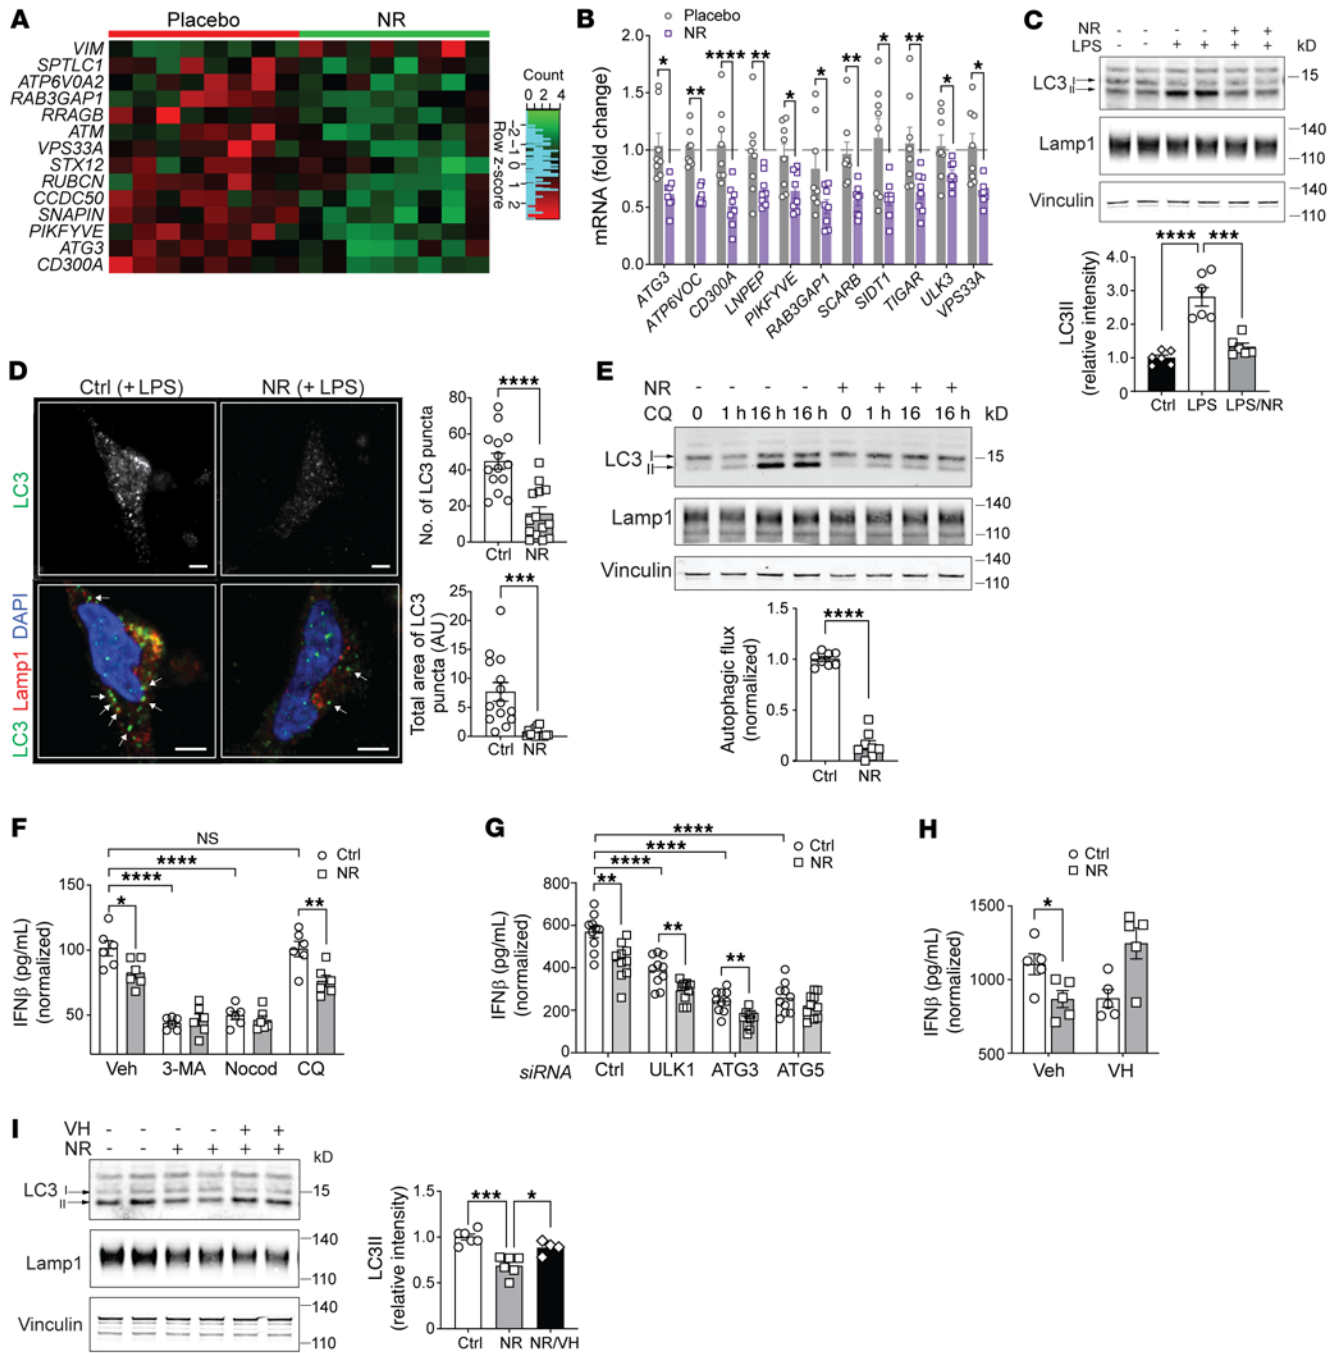 A
Placebo NR
VIM
SPTLC1
ATP6V0A2
RAB3GAP1
RRAGB
ATM
VPS33A
STX12
RUBCN
CCDC50
SNAPIN
PIKFYVE
ATG3
CD300A
Count
0 2 4
Row z-score
-2 -1 0 1 2
B
Placebo
NR
mRNA (fold change)
2.0
1.5
1.0
0.5
0.0
* ** **** ** * * ** * ** * **
ATG3 ATP6VOC CD300A LNPEP PIKFYVE RAB3GAP1 SCARB SIDT1 TIGAR ULK3 VPS33A
C
NR - - - - + +
LPS - - + + + + kD
LC3 I II –15
Lamp1 –140 –110
Vinculin –140 –110
**** ***
LC3II
(relative intensity)
4.0
3.0
2.0
1.0
0
Ctrl LPS LPS/NR
D
Ctrl (+ LPS) NR (+ LPS)
LC3
LC3 Lamp1 DAPI
****
No. of LC3 puncta
80
60
40
20
0
Ctrl NR
***
Total area of LC3
puncta (AU)
25
20
15
10
5
0
Ctrl NR
E
NR - - - - + + + +
CQ 0 1 h 16 h 16 h 0 1 h 16 16 h kD
LC3 I II –15
Lamp1 –140 –110
Vinculin –140 –110
****
Autophagic flux
(normalized)
1.5
1.0
0.5
0
Ctrl NR
F
NS
****
****
* **
Ctrl
NR
IFNβ (pg/mL)
(normalized)
150
100
50
Veh 3-MA Nocod CQ
G
****
****
****
** ** **
Ctrl
NR
IFNβ (pg/mL)
(normalized)
800
600
400
200
0
siRNA Ctrl ULK1 ATG3 ATG5
H
Ctrl
NR
*
IFNβ (pg/mL)
(normalized)
1500
1000
500
Veh VH
I
VH - - - - + +
NR - - + + + + kD
LC3 I II –15
Lamp1 140 110
Vinculin 140 110
*** *
LC3II
(relative intensity)
1.5
1.0
0.5
0
Ctrl NR NR/VH